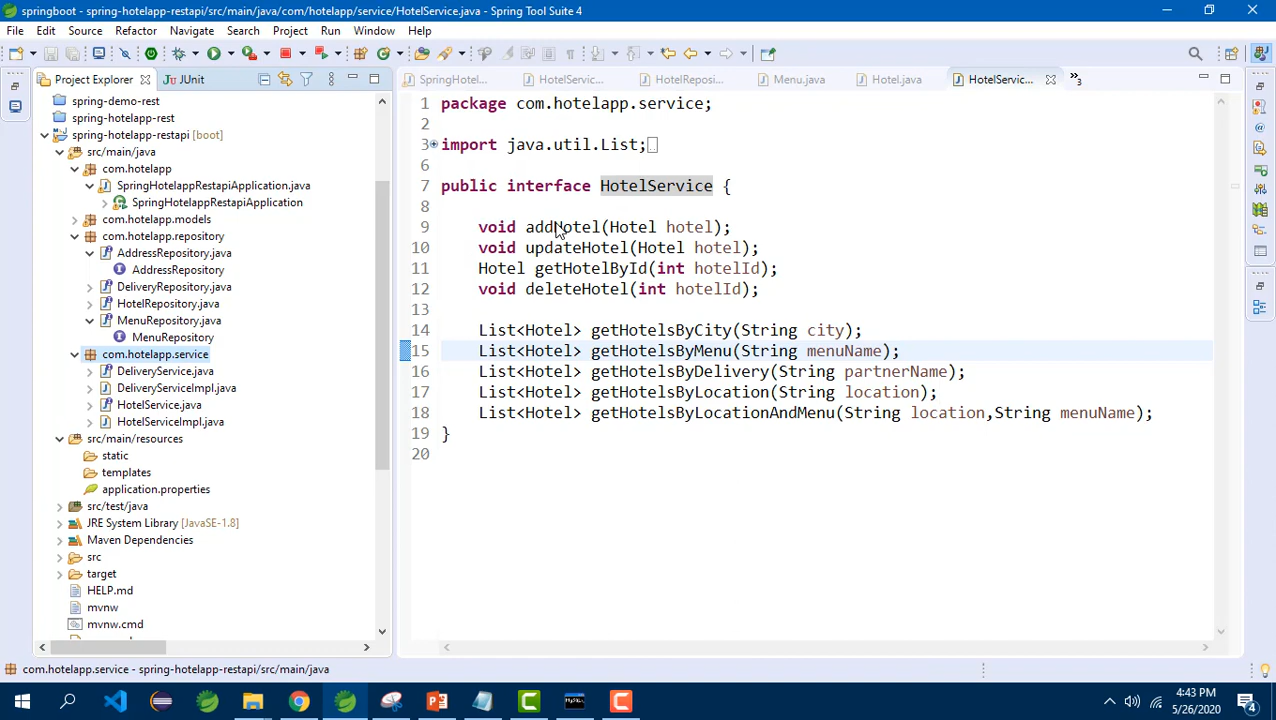 springboot - spring-hotelapp-restapi/src/main/java/com/hotelapp/service/HotelService.java - Spring Tool Suite 4
File Edit Source Refactor Navigate Search Project Run Window Help
Project Explorer JUnit
SpringHotel... HotelServic... HotelReposi... Menu.java Hotel.java HotelServic... »3
spring-demo-rest
spring-hotelapp-rest
spring-hotelapp-restapi [boot]
src/main/java
com.hotelapp
SpringHotelappRestapiApplication.java
SpringHotelappRestapiApplication
com.hotelapp.models
com.hotelapp.repository
AddressRepository.java
AddressRepository
DeliveryRepository.java
HotelRepository.java
MenuRepository.java
MenuRepository
com.hotelapp.service
DeliveryService.java
DeliveryServiceImpl.java
HotelService.java
HotelServiceImpl.java
src/main/resources
static
templates
application.properties
src/test/java
JRE System Library [JavaSE-1.8]
Maven Dependencies
src
target
HELP.md
mvnw
mvnw.cmd
1 package com.hotelapp.service;
2
3 import java.util.List;
6
7 public interface HotelService {
8
9 void addHotel(Hotel hotel);
10 void updateHotel(Hotel hotel);
11 Hotel getHotelById(int hotelId);
12 void deleteHotel(int hotelId);
13
14 List<Hotel> getHotelsByCity(String city);
15 List<Hotel> getHotelsByMenu(String menuName);
16 List<Hotel> getHotelsByDelivery(String partnerName);
17 List<Hotel> getHotelsByLocation(String location);
18 List<Hotel> getHotelsByLocationAndMenu(String location,String menuName);
19 }
20
com.hotelapp.service - spring-hotelapp-restapi/src/main/java
4:43 PM
5/26/2020
4